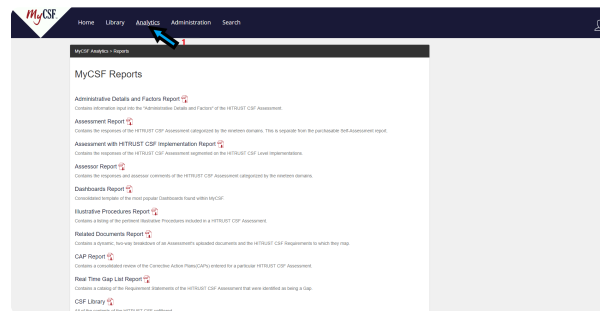 MyCSF.
Home Library Analytics Administration Search
1
MyCSF Analytics > Reports
MyCSF Reports
Administrative Details and Factors Report
Contains information input into the "Administrative Details and Factors" of the HITRUST CSF Assessment.
Assessment Report
Contains the responses of the HITRUST CSF Assessment categorized by the nineteen domains. This is separate from the purchasable Self-Assessment report.
Assessment with HITRUST CSF Implementation Report
Contains the responses of the HITRUST CSF Assessment segmented on the HITRUST CSF Level Implementations.
Assessor Report
Contains the responses and assessor comments of the HITRUST CSF Assessment categorized by the nineteen domains.
Dashboards Report
Consolidated template of the most popular Dashboards found within MyCSF.
Illustrative Procedures Report
Contains a listing of the pertinent Illustrative Procedures included in a HITRUST CSF Assessment.
Related Documents Report
Contains a dynamic, two-way breakdown of an Assessment's uploaded documents and the HITRUST CSF Requirements to which they map.
CAP Report
Contains a consolidated review of the Corrective Action Plans(CAPs) entered for a particular HITRUST CSF Assessment.
Real Time Gap List Report
Contains a catalog of the Requirement Statements of the HITRUST CSF Assessment that were identified as being a Gap.
CSF Library